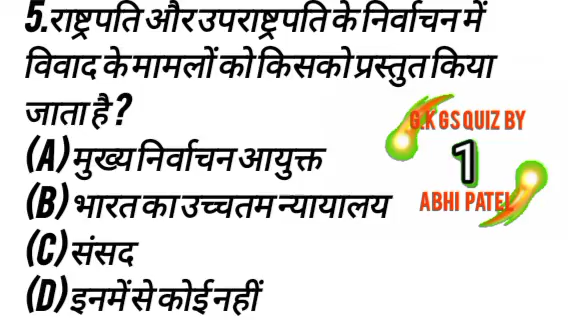 5.राष्ट्रपति और उपराष्ट्रपति के निर्वाचन में
विवाद के मामलों को किसको प्रस्तुत किया
जाता है ?
(A) मुख्य निर्वाचन आयुक्त
(B) भारत का उच्चतम न्यायालय
(C) संसद
(D) इनमें से कोई नहीं
G.K GS QUIZ BY
1
ABHI PATEL